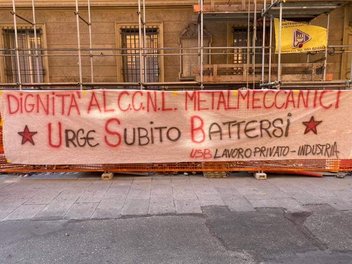 DIGNITA' AL C.C.N.L. METALMECCANICI
URGE SUBITO BATTERSI
USB LAVORO PRIVATO - INDUSTRIA